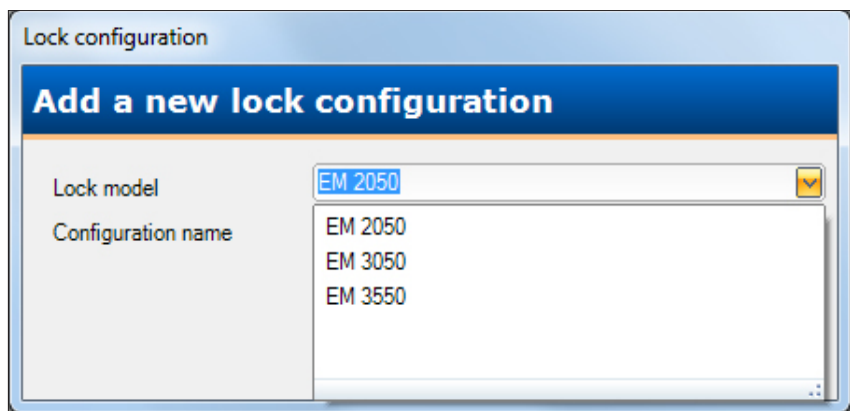 Lock configuration
Add a new lock configuration
Lock model EM 2050
Configuration name EM 2050
EM 3050
EM 3550